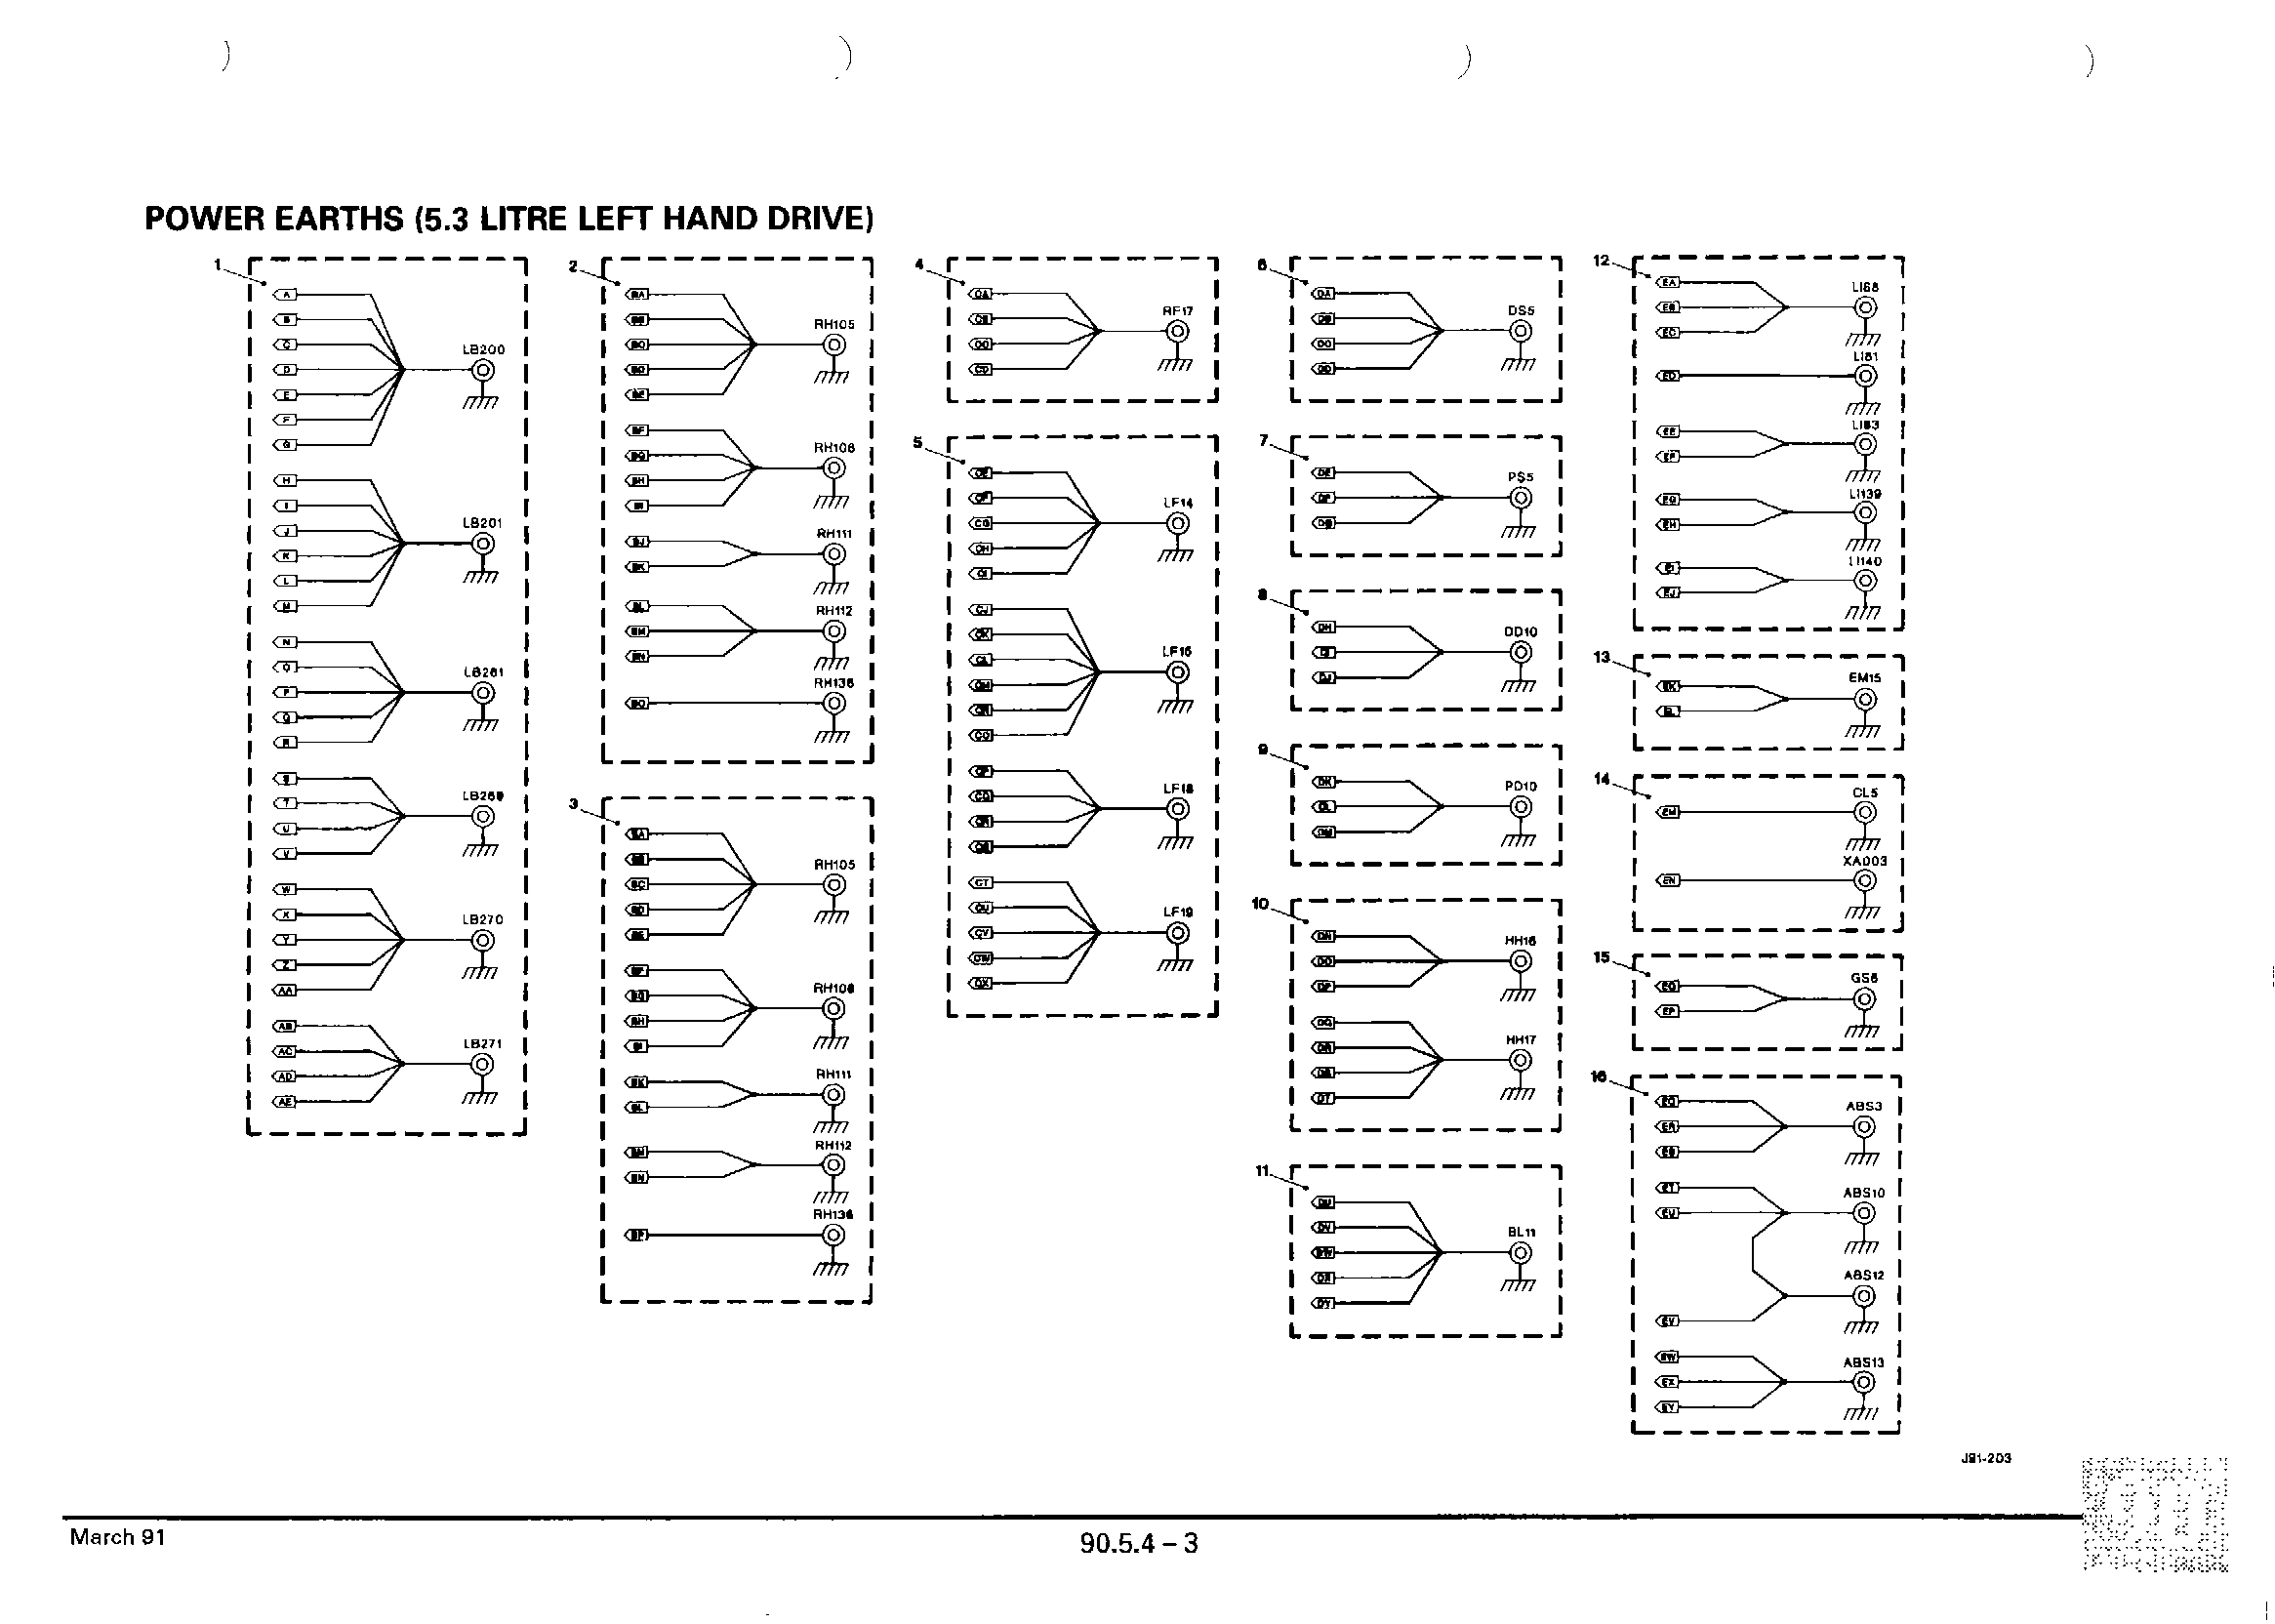 POWER EARTHS (5.3 LITRE LEFT HAND DRIVE)
1
A
B
C
D
E
F
G
LB200
H
I
J
K
L
M
LB201
N
O
P
Q
R
LB261
S
T
U
V
LB269
W
X
Y
Z
AA
LB270
AB
AC
AD
AE
LB271
2
BA
BB
BC
BD
BE
RH105
BF
BG
BH
BI
RH106
BJ
BK
RH111
BL
BM
BN
RH112
BO
RH136
3
BA
BB
BC
BD
BE
RH105
BF
BG
BH
BI
RH106
BK
BL
RH111
BM
BN
RH112
BP
RH136
4
CA
CB
CC
CD
RF17
5
CE
CF
CG
CH
CI
LF14
CJ
CK
CL
CM
CN
CO
LF15
CP
CQ
CR
CS
LF18
CT
CU
CV
CW
CX
LF19
6
DA
DB
DC
DD
DS5
7
DE
DF
DG
PS5
8
DH
DI
DJ
DD10
9
DK
DL
DM
PD10
10
DN
DO
DP
HH16
DQ
DR
DS
DT
HH17
11
DU
DV
DW
DX
DY
BL11
12
EA
EB
EC
LI68
ED
LI81
EE
EF
LI83
EG
EH
LI139
EI
EJ
LI140
13
EK
EL
EM15
14
EM
CL5
EN
XA003
15
EO
EP
GS6
16
EQ
ER
ES
ABS3
ET
EU
ABS10
ABS12
EV
EW
EX
EY
ABS13
J91-203
March 91
90.5.4 – 3